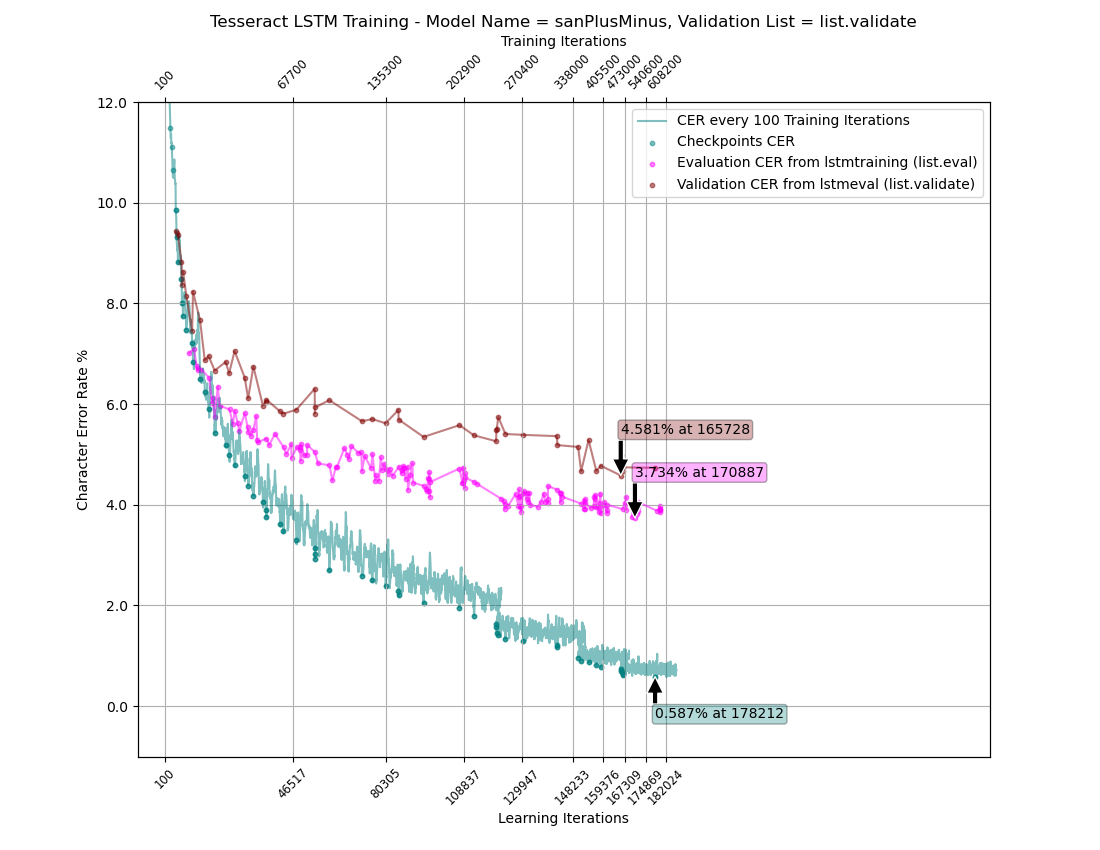 Tesseract LSTM Training - Model Name = sanPlusMinus, Validation List = list.validate
Training Iterations
100 67700 135300 202900 270400 338000 405500 473000 540600 608200
12.0
10.0
8.0
6.0
4.0
2.0
0.0
Character Error Rate %
CER every 100 Training Iterations
Checkpoints CER
Evaluation CER from lstmtraining (list.eval)
Validation CER from lstmeval (list.validate)
4.581% at 165728
3.734% at 170887
0.587% at 178212
100 46517 80305 108837 129947 148233 159376 167309 174869 182024
Learning Iterations